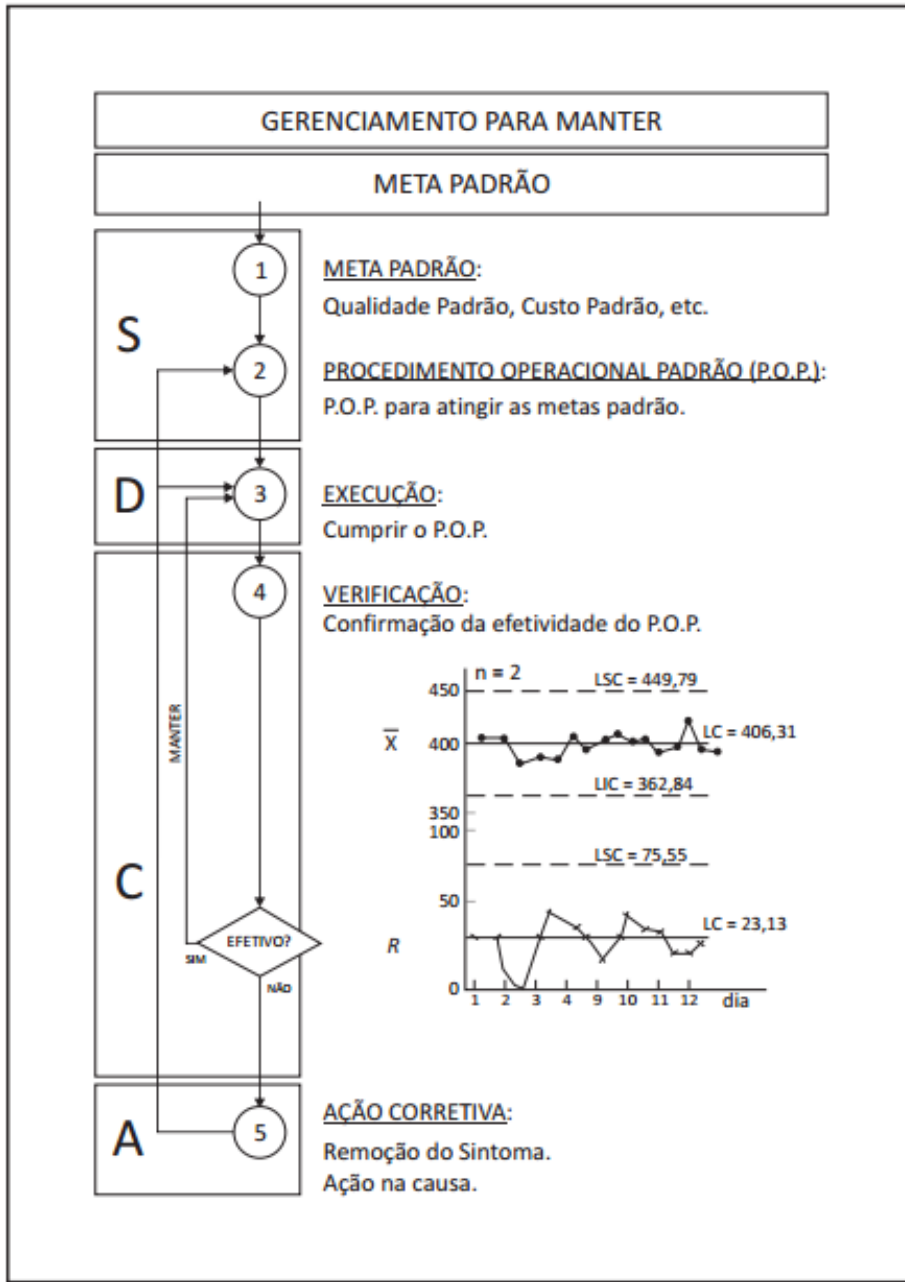 GERENCIAMENTO PARA MANTER
META PADRÃO
S
1
META PADRÃO:
Qualidade Padrão, Custo Padrão, etc.
2
PROCEDIMENTO OPERACIONAL PADRÃO (P.O.P.):
P.O.P. para atingir as metas padrão.
D
3
EXECUÇÃO:
Cumprir o P.O.P.
C
4
VERIFICAÇÃO:
Confirmação da efetividade do P.O.P.
MANTER
EFETIVO?
SIM
NÃO
n = 2
450
LSC = 449,79
X̅
400
LC = 406,31
LIC = 362,84
350
100
LSC = 75,55
50
LC = 23,13
R
0
1 2 3 4 9 10 11 12 dia
A
5
AÇÃO CORRETIVA:
Remoção do Sintoma.
Ação na causa.